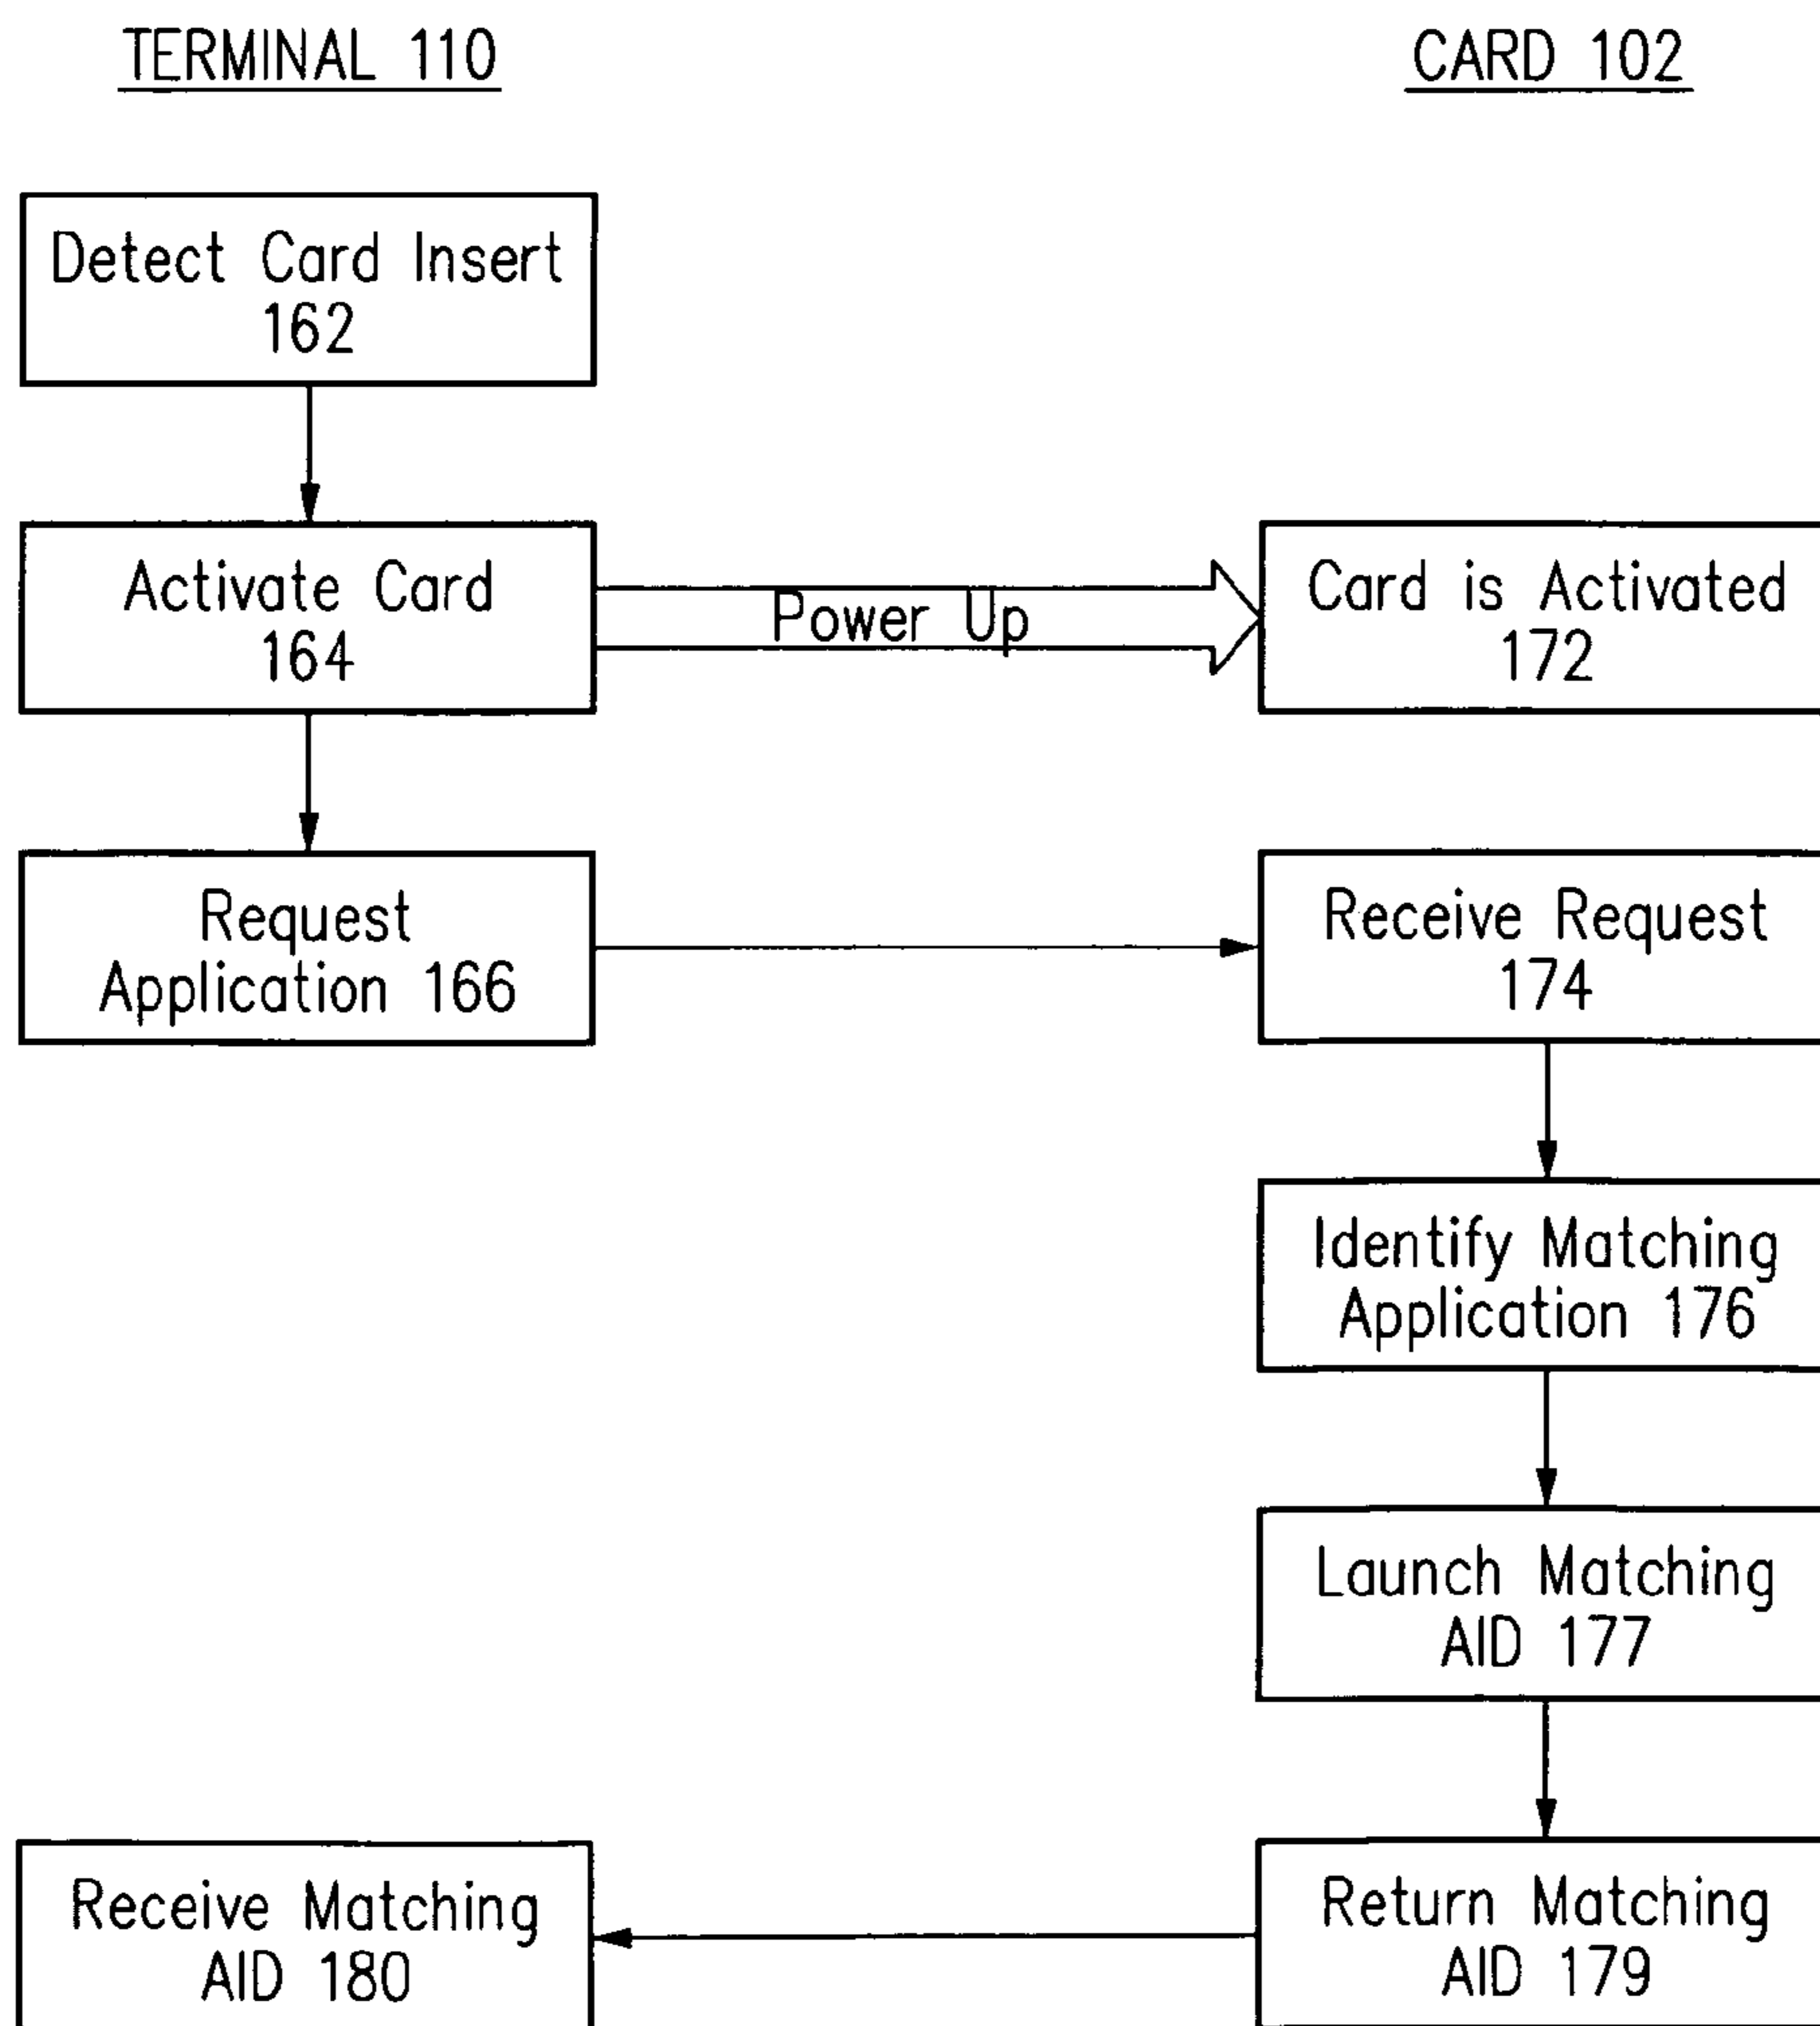 TERMINAL 110
CARD 102
Detect Card Insert
162
Activate Card
164
Power Up
Card is Activated
172
Request
Application 166
Receive Request
174
Identify Matching
Application 176
Launch Matching
AID 177
Receive Matching
AID 180
Return Matching
AID 179